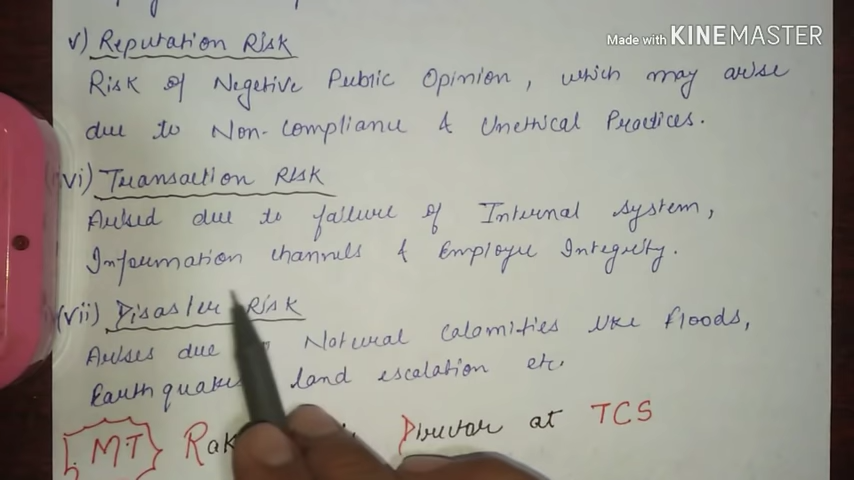 Made with KINEMASTER
v) Reputation Risk
Risk of Negetive Public Opinion, which may arise
due to Non-Compliance & Unethical Practices.
(vi) Transaction Risk
Arised due to failure of Internal system,
Information channels & Employee Integrity.
(vii) Disaster Risk
Arises due Natural Calamities like floods,
Earthquakes land escalation etc
MT Director at TCS